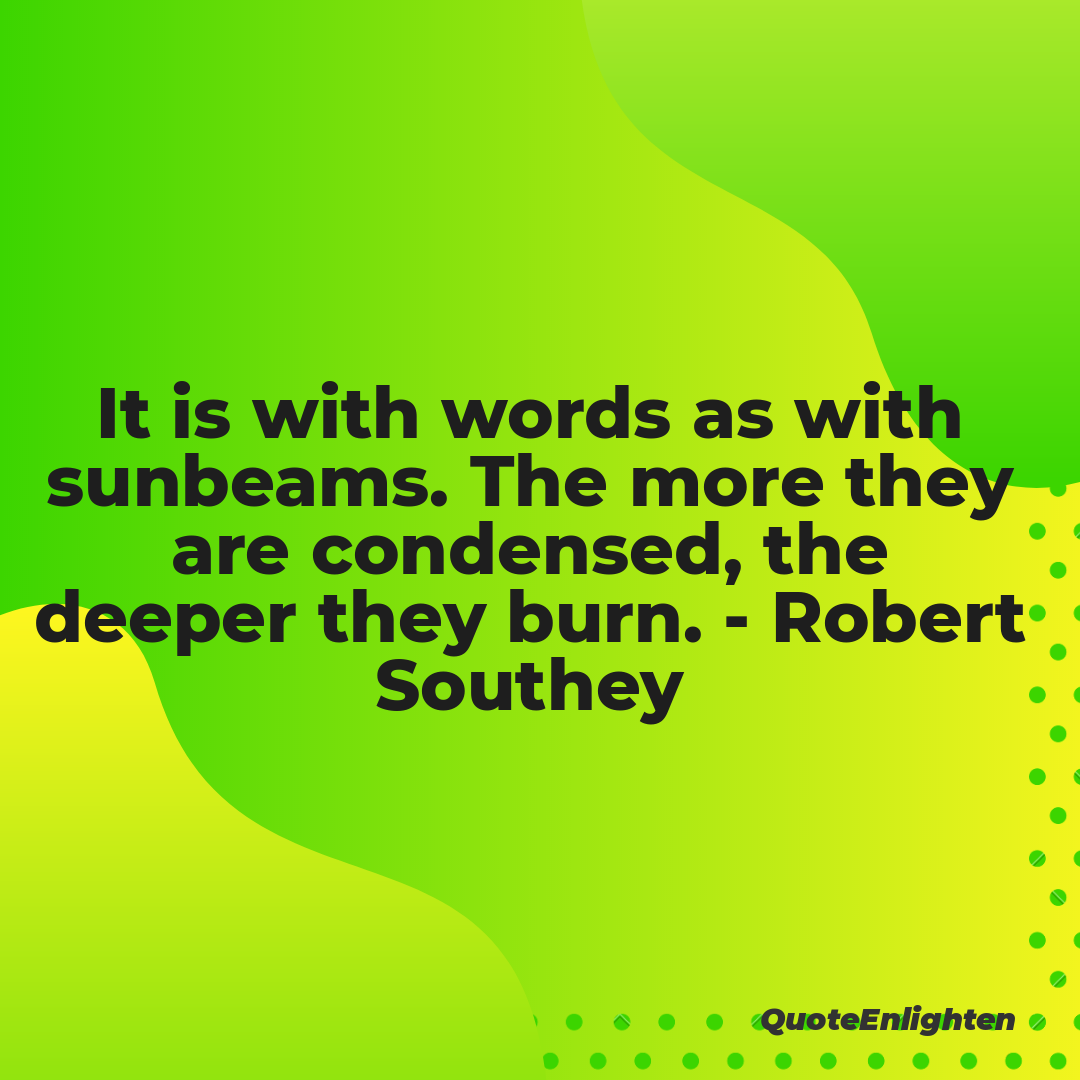 It is with words as with
sunbeams. The more they
are condensed, the
deeper they burn. - Robert
Southey
QuoteEnlighten